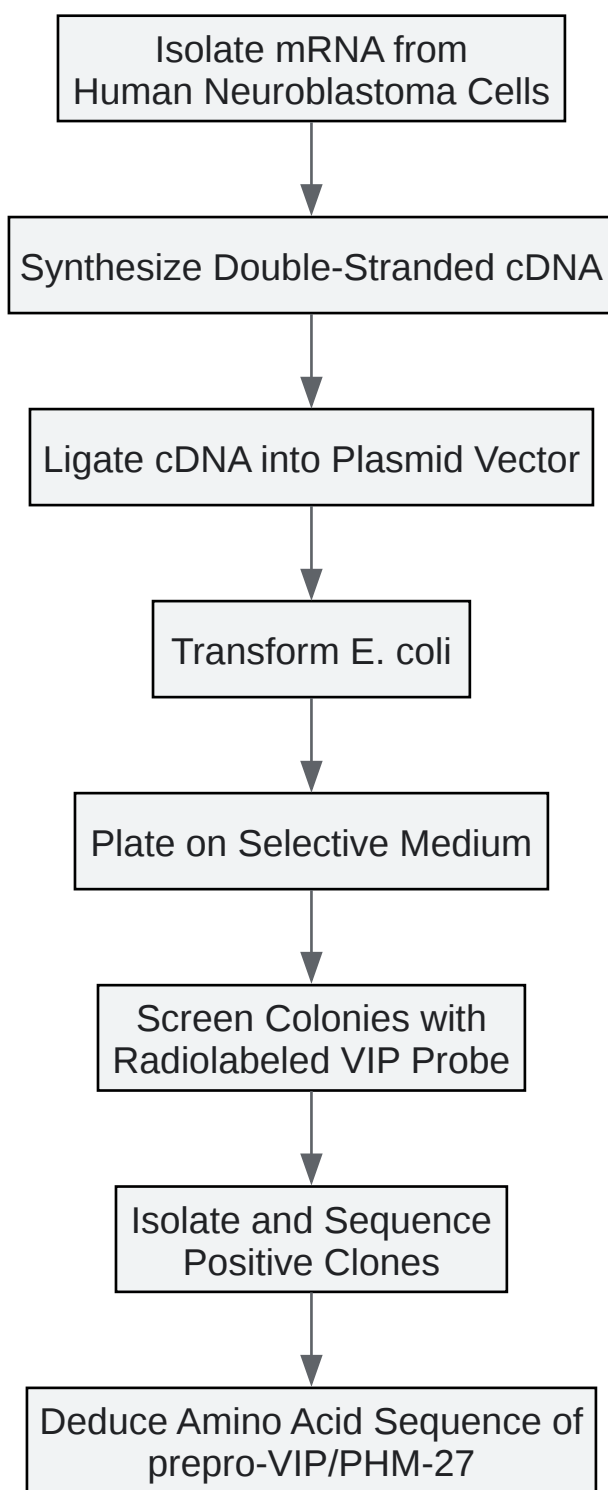 Isolate mRNA from
Human Neuroblastoma Cells
Synthesize Double-Stranded cDNA
Ligate cDNA into Plasmid Vector
Transform E. coli
Plate on Selective Medium
Screen Colonies with
Radiolabeled VIP Probe
Isolate and Sequence
Positive Clones
Deduce Amino Acid Sequence of
prepro-VIP/PHM-27